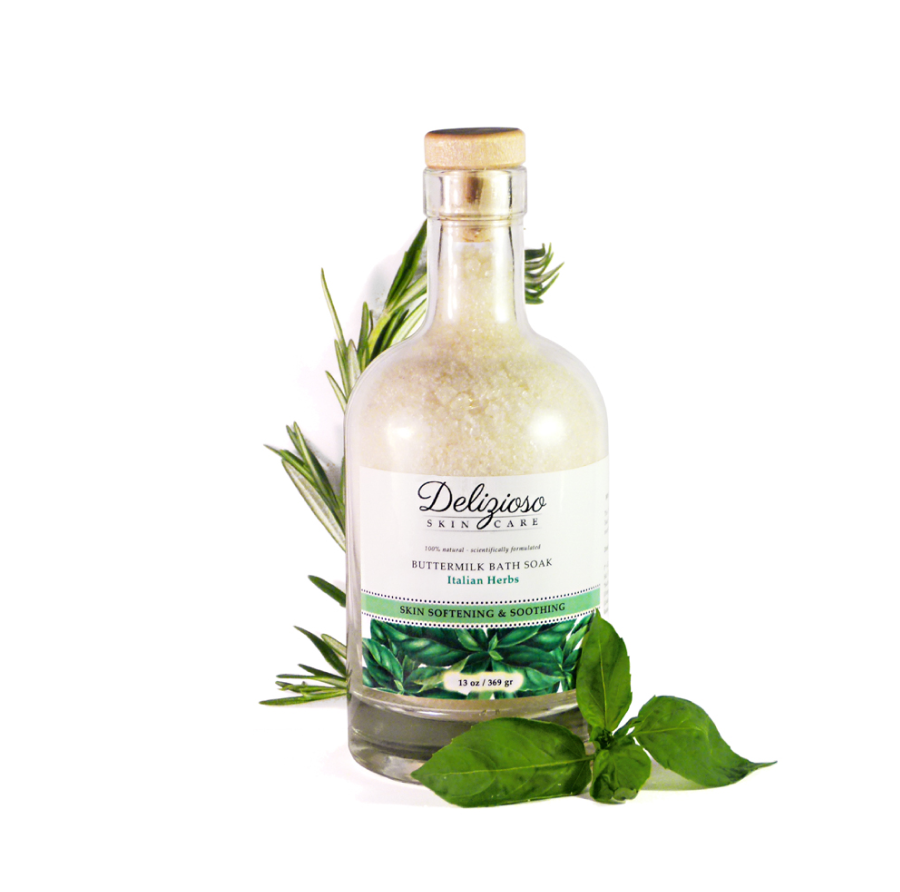 Delizioso
SKIN CARE
100% natural - scientifically formulated
BUTTERMILK BATH SOAK
Italian Herbs
SKIN SOFTENING & SOOTHING
13 oz / 369 gr